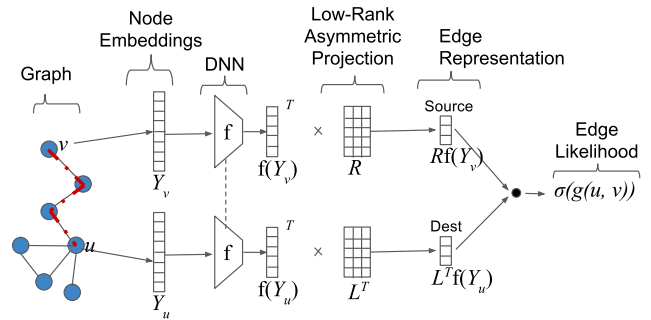 Graph
Node
Embeddings
DNN
Low-Rank
Asymmetric
Projection
Edge
Representation
v
Y_v
f
T
f(Y_v)
×
R
Source
Rf(Y_v)
Edge
Likelihood
σ(g(u, v))
u
Y_u
f
T
f(Y_u)
×
L^T
Dest
L^Tf(Y_u)